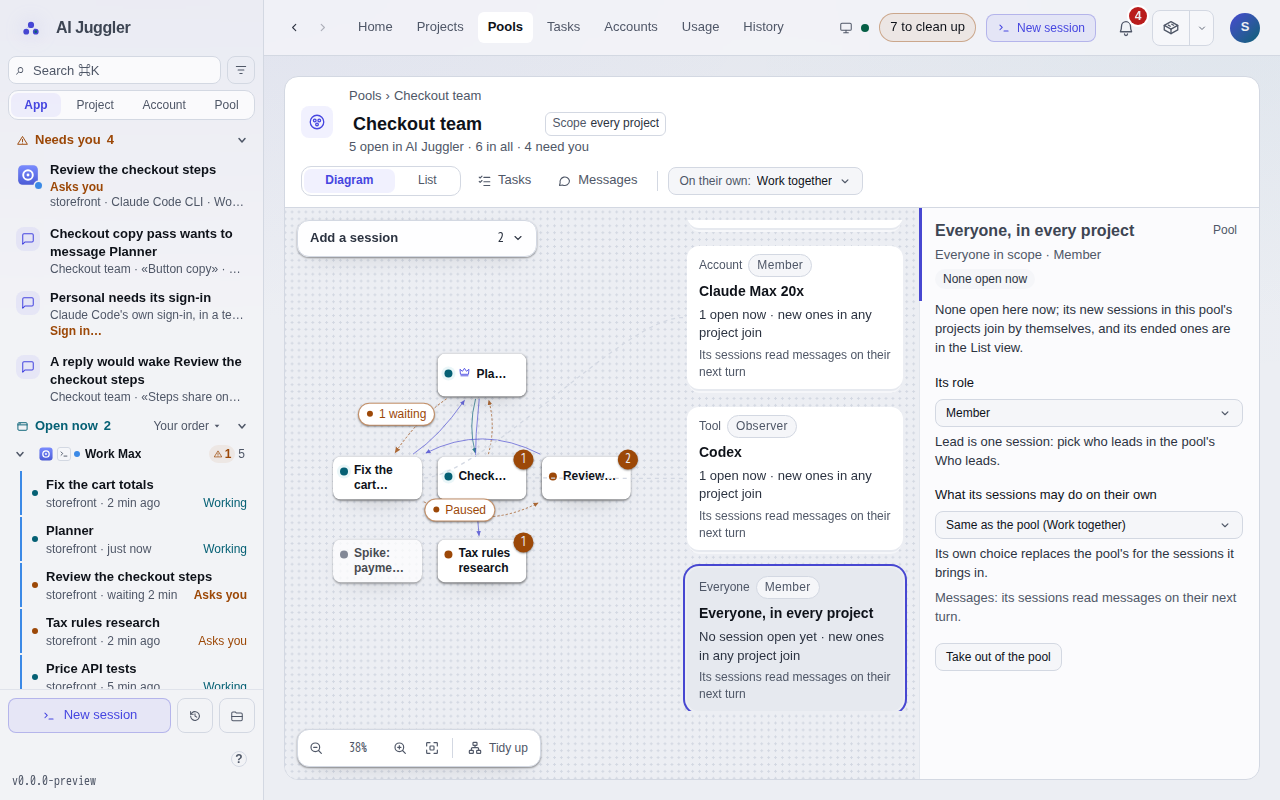 AI Juggler
Search ⌘K
App
Project
Account
Pool
Needs you 4
Review the checkout steps
Asks you
storefront · Claude Code CLI · Wo…
Checkout copy pass wants to
message Planner
Checkout team · «Button copy» · …
Personal needs its sign-in
Claude Code's own sign-in, in a te…
Sign in…
A reply would wake Review the
checkout steps
Checkout team · «Steps share on…
Open now 2
Your order
Work Max
1
5
Fix the cart totals
storefront · 2 min ago
Working
Planner
storefront · just now
Working
Review the checkout steps
storefront · waiting 2 min
Asks you
Tax rules research
storefront · 2 min ago
Asks you
Price API tests
storefront · 5 min ago
Working
New session
?
v0.0.0-preview
Home
Projects
Pools
Tasks
Accounts
Usage
History
7 to clean up
New session
4
S
Pools › Checkout team
Checkout team
Scope every project
5 open in AI Juggler · 6 in all · 4 need you
Diagram
List
Tasks
Messages
On their own: Work together
Add a session
2
Pla…
1 waiting
Fix the
cart…
1
Check…
2
Review…
Paused
Spike:
payme…
1
Tax rules
research
Account
Member
Claude Max 20x
1 open now · new ones in any
project join
Its sessions read messages on their
next turn
Tool
Observer
Codex
1 open now · new ones in any
project join
Its sessions read messages on their
next turn
Everyone
Member
Everyone, in every project
No session open yet · new ones
in any project join
Its sessions read messages on their
next turn
38%
Tidy up
Everyone, in every project
Pool
Everyone in scope · Member
None open now
None open here now; its new sessions in this pool's
projects join by themselves, and its ended ones are
in the List view.
Its role
Member
Lead is one session: pick who leads in the pool's
Who leads.
What its sessions may do on their own
Same as the pool (Work together)
Its own choice replaces the pool's for the sessions it
brings in.
Messages: its sessions read messages on their next
turn.
Take out of the pool